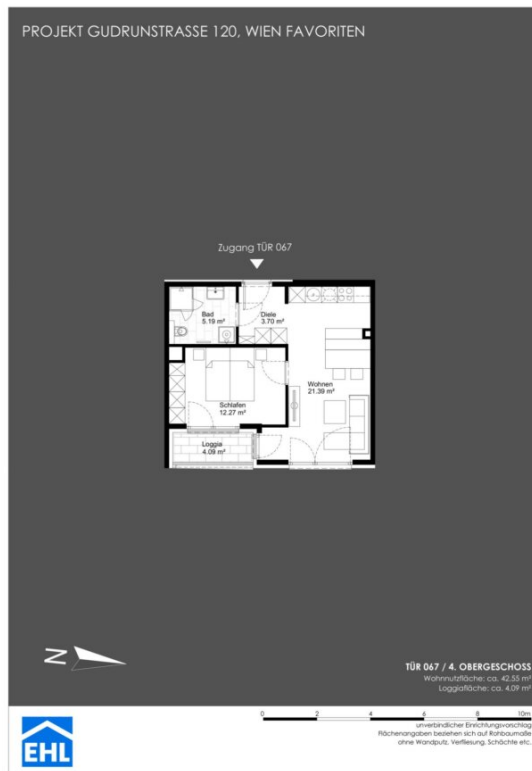 PROJEKT GUDRUNSTRASSE 120, WIEN FAVORITEN
Zugang TÜR 067
Bad
5.19 m²
Diele
3.70 m²
Wohnen
21.39 m²
Schlafen
12.27 m²
Loggia
4.09 m²
N
TÜR 067 / 4. OBERGESCHOSS
Wohnnutzfläche: ca. 42.55 m²
Loggiafläche: ca. 4.09 m²
0 2 4 6 8 10m
unverbindlicher Einrichtungsvorschlag
Flächenangaben beziehen sich auf Rohbaumaße
ohne Wandputz, Verfliesung, Schächte etc.
EHL